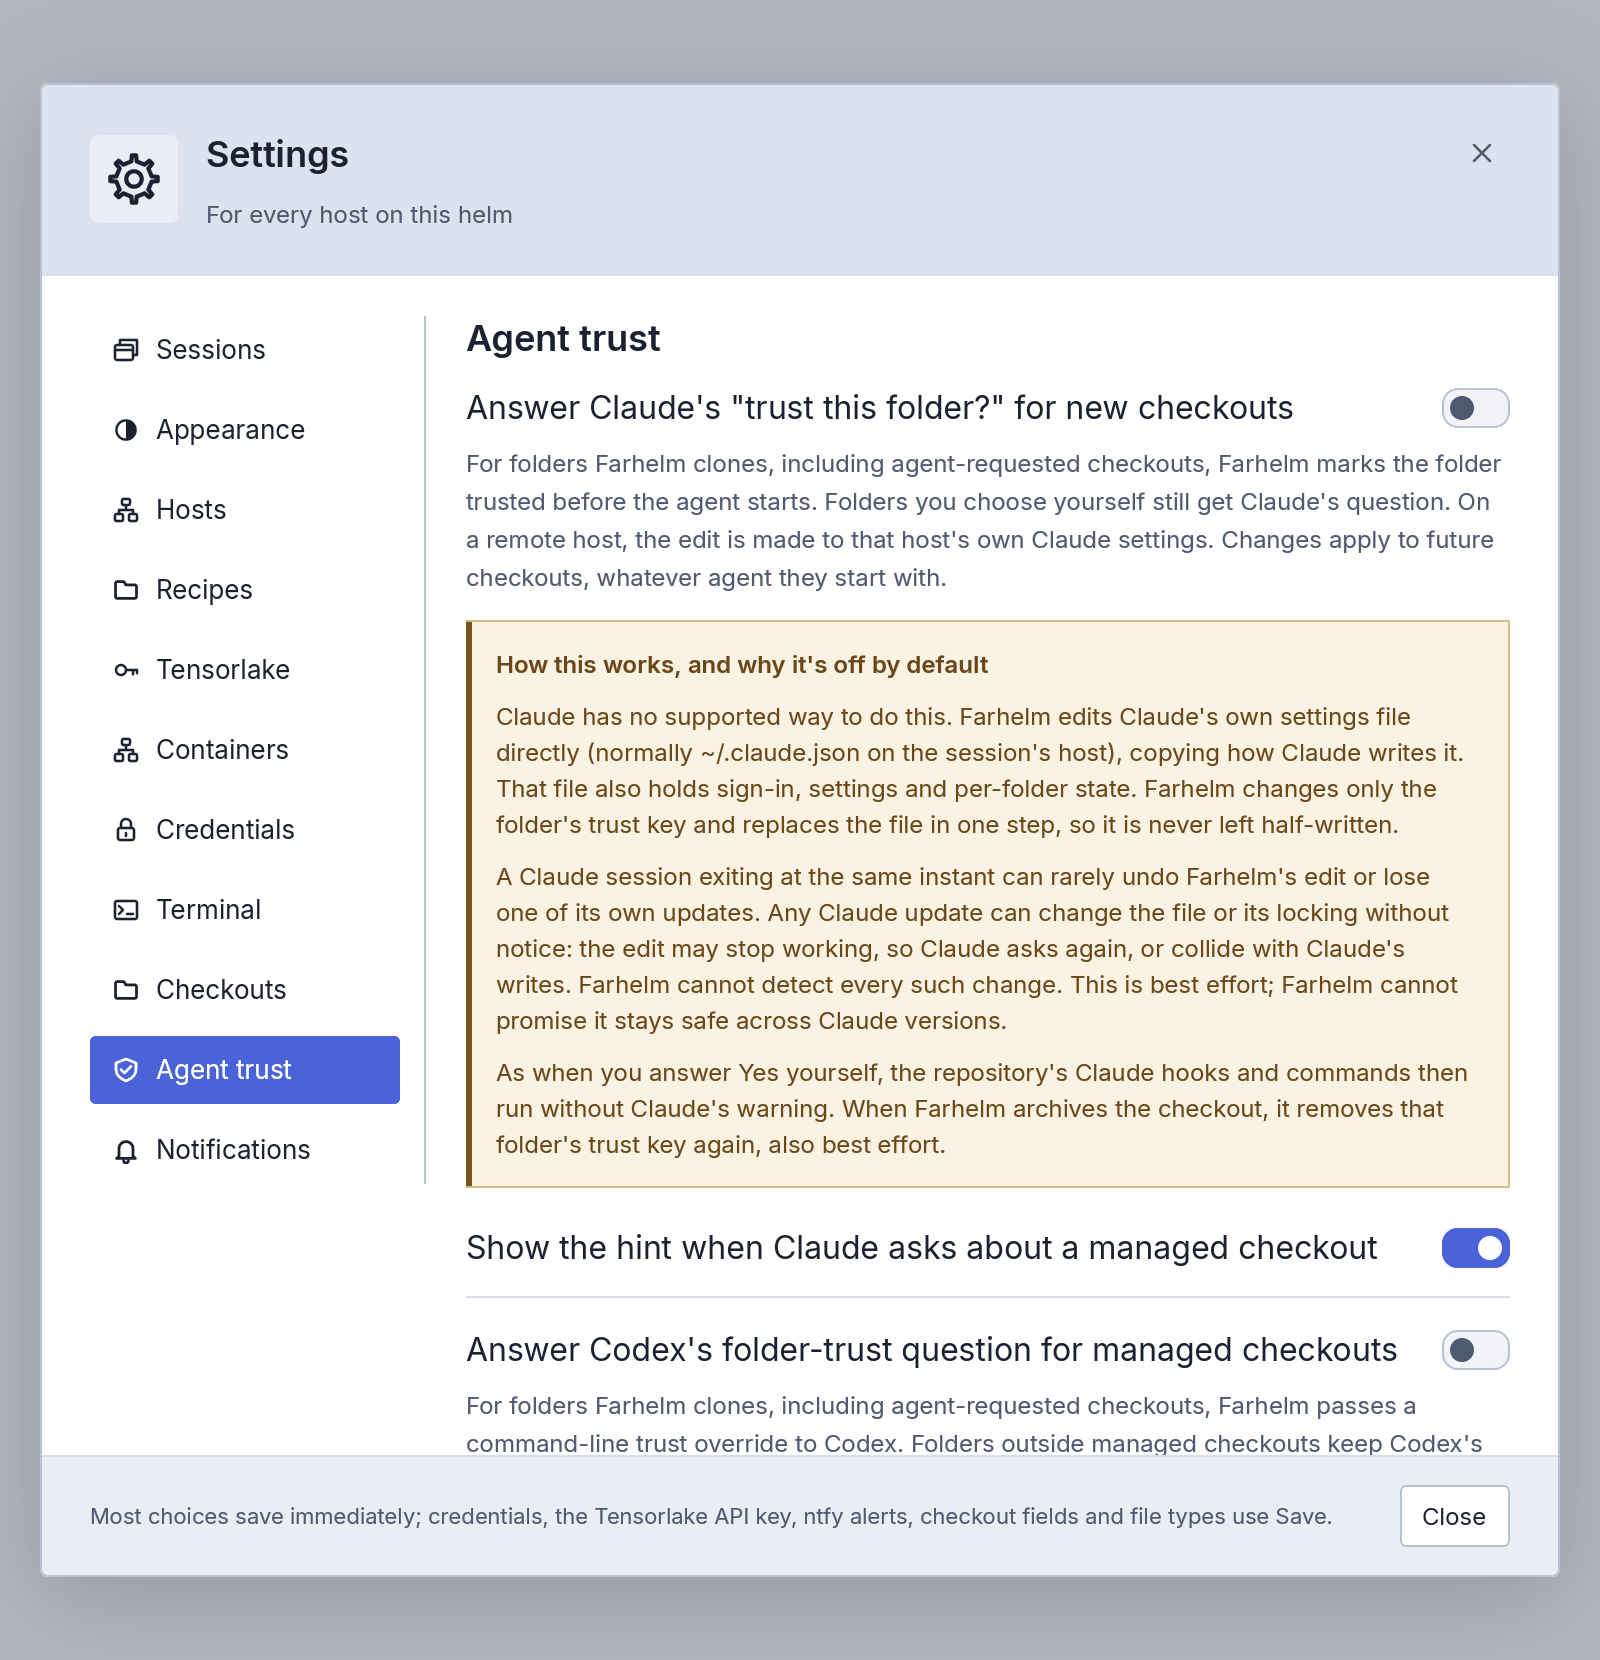 Settings
For every host on this helm
Sessions
Appearance
Hosts
Recipes
Tensorlake
Containers
Credentials
Terminal
Checkouts
Agent trust
Notifications
Agent trust
Answer Claude's "trust this folder?" for new checkouts
For folders Farhelm clones, including agent-requested checkouts, Farhelm marks the folder
trusted before the agent starts. Folders you choose yourself still get Claude's question. On
a remote host, the edit is made to that host's own Claude settings. Changes apply to future
checkouts, whatever agent they start with.
How this works, and why it's off by default
Claude has no supported way to do this. Farhelm edits Claude's own settings file
directly (normally ~/.claude.json on the session's host), copying how Claude writes it.
That file also holds sign-in, settings and per-folder state. Farhelm changes only the
folder's trust key and replaces the file in one step, so it is never left half-written.
A Claude session exiting at the same instant can rarely undo Farhelm's edit or lose
one of its own updates. Any Claude update can change the file or its locking without
notice: the edit may stop working, so Claude asks again, or collide with Claude's
writes. Farhelm cannot detect every such change. This is best effort; Farhelm cannot
promise it stays safe across Claude versions.
As when you answer Yes yourself, the repository's Claude hooks and commands then
run without Claude's warning. When Farhelm archives the checkout, it removes that
folder's trust key again, also best effort.
Show the hint when Claude asks about a managed checkout
Answer Codex's folder-trust question for managed checkouts
For folders Farhelm clones, including agent-requested checkouts, Farhelm passes a
command-line trust override to Codex. Folders outside managed checkouts keep Codex's
Most choices save immediately; credentials, the Tensorlake API key, ntfy alerts, checkout fields and file types use Save.
Close